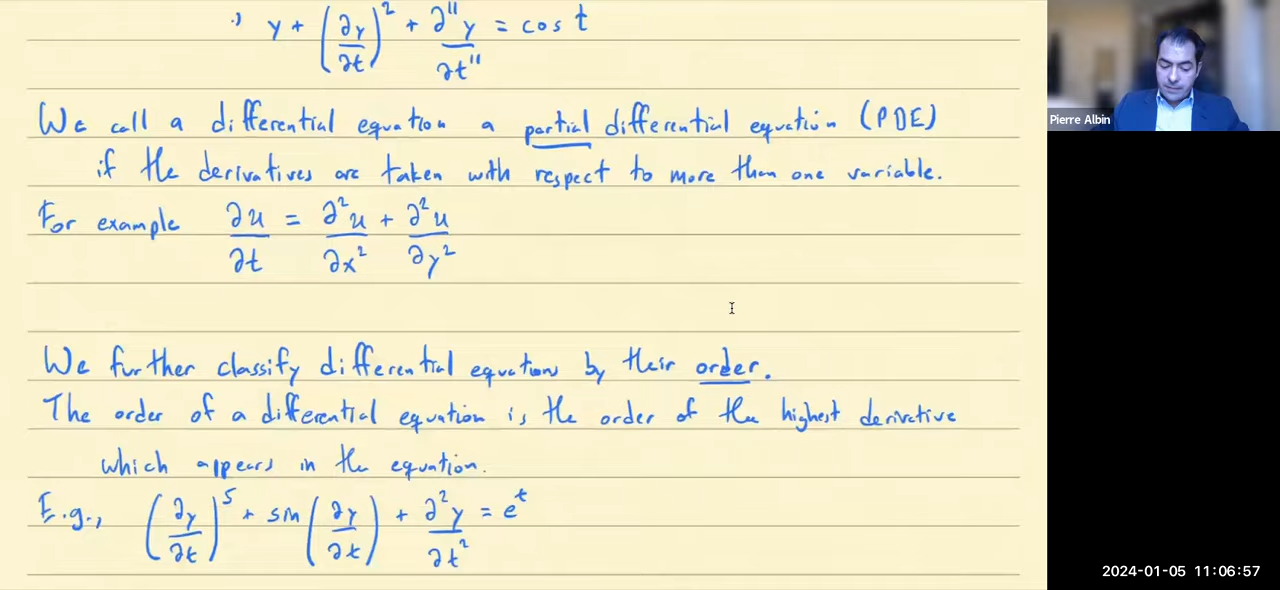 ·) y + (∂y/∂t)² + ∂¹¹y/∂t¹¹ = cos t
We call a differential equation a partial differential equation (PDE)
if the derivatives are taken with respect to more than one variable.
For example ∂u/∂t = ∂²u/∂x² + ∂²u/∂y²
We further classify differential equations by their order.
The order of a differential equation is the order of the highest derivative
which appears in the equation.
E.g., (∂y/∂t)⁵ + sin(∂y/∂t) + ∂²y/∂t² = eᵗ
Pierre Albin
2024-01-05 11:06:57